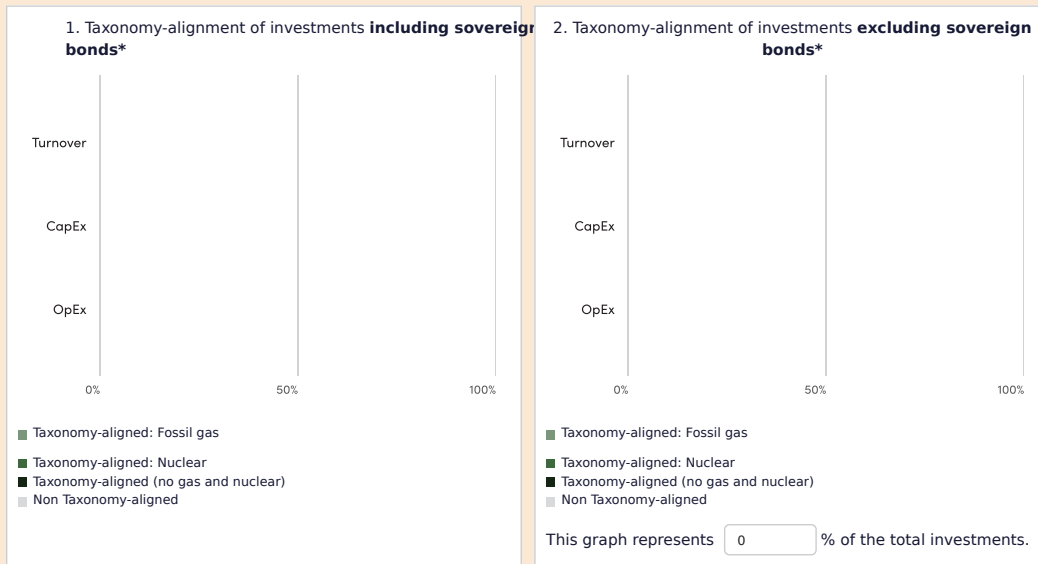 1. Taxonomy-alignment of investments including sovereign
bonds*
Turnover
CapEx
OpEx
0% 50% 100%
Taxonomy-aligned: Fossil gas
Taxonomy-aligned: Nuclear
Taxonomy-aligned (no gas and nuclear)
Non Taxonomy-aligned
2. Taxonomy-alignment of investments excluding sovereign
bonds*
Turnover
CapEx
OpEx
0% 50% 100%
Taxonomy-aligned: Fossil gas
Taxonomy-aligned: Nuclear
Taxonomy-aligned (no gas and nuclear)
Non Taxonomy-aligned
This graph represents 0 % of the total investments.